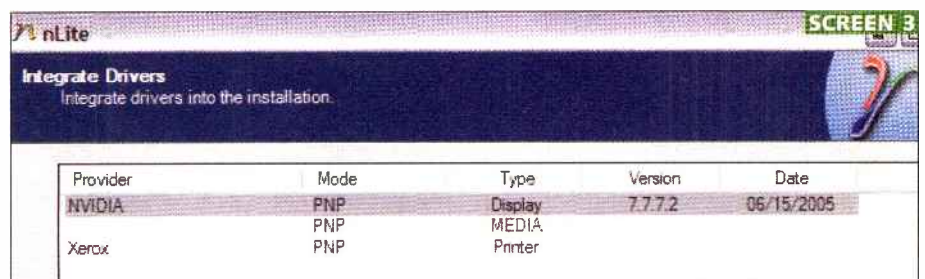 nLite
SCREEN 3
Integrate Drivers
Integrate drivers into the installation.
Provider Mode Type Version Date
NVIDIA PNP Display 7.7.7.2 06/15/2005
PNP MEDIA
Xerox PNP Printer